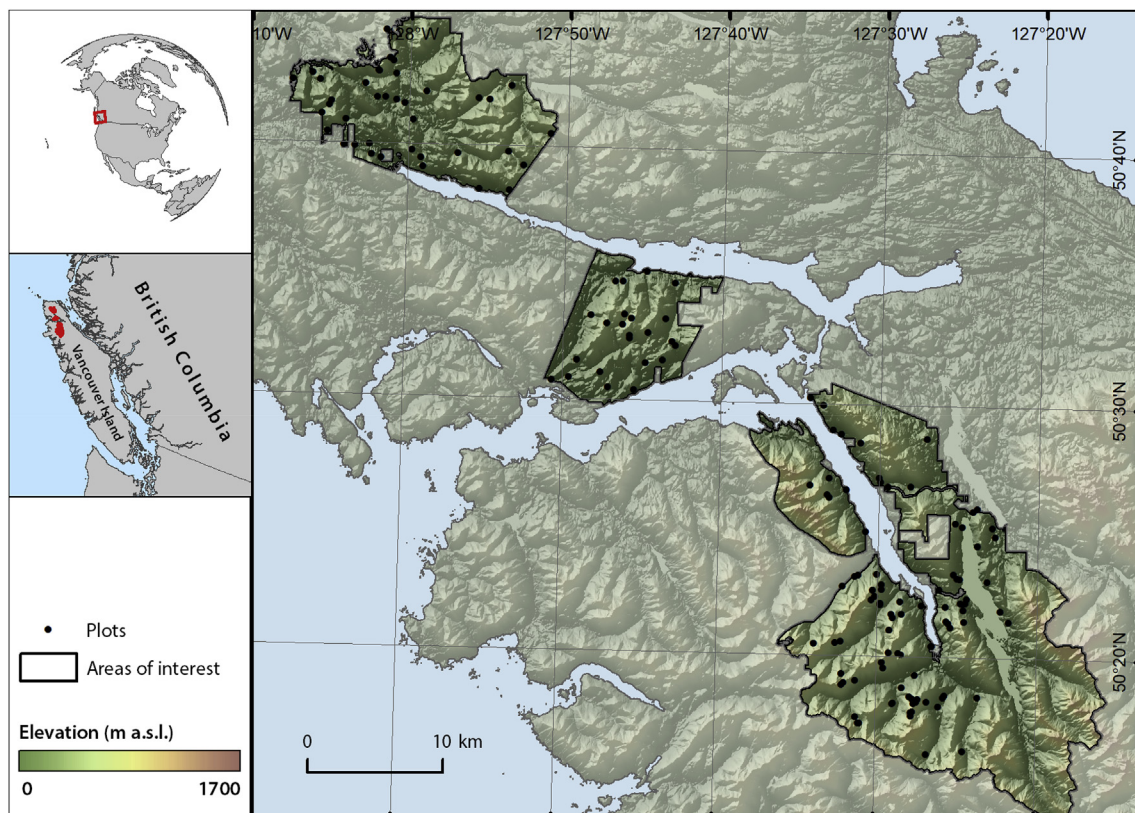 10'W
128°W
127°50'W
127°40'W
127°30'W
127°20'W
50°40'N
50°30'N
50°20'N
British Columbia
Vancouver Island
Plots
Areas of interest
Elevation (m a.s.l.)
0
1700
0
10 km